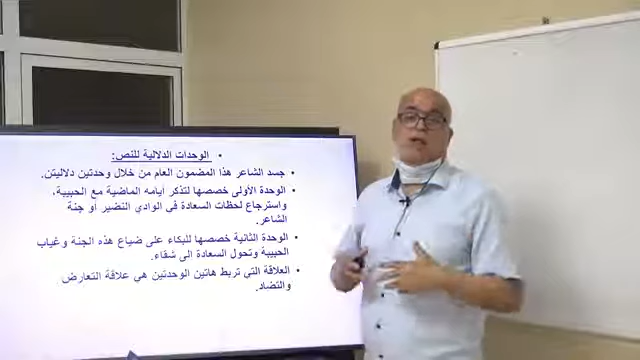 • الوحدات الدلالية للنص:
• جسد الشاعر هذا المضمون العام من خلال وحدتين دلاليتن.
• الوحدة الأولى خصصها لتذكر أيامه الماضية مع الحبيبة،
واسترجاع لحظات السعادة في الوادي النضير او جنة
الشاعر.
• الوحدة الثانية خصصها للبكاء على ضياع هذه الجنة وغياب
الحبيبة وتحول السعادة الى شقاء.
• العلاقة التي تربط هاتين الوحدتين هي علاقة التعارض
والتضاد.